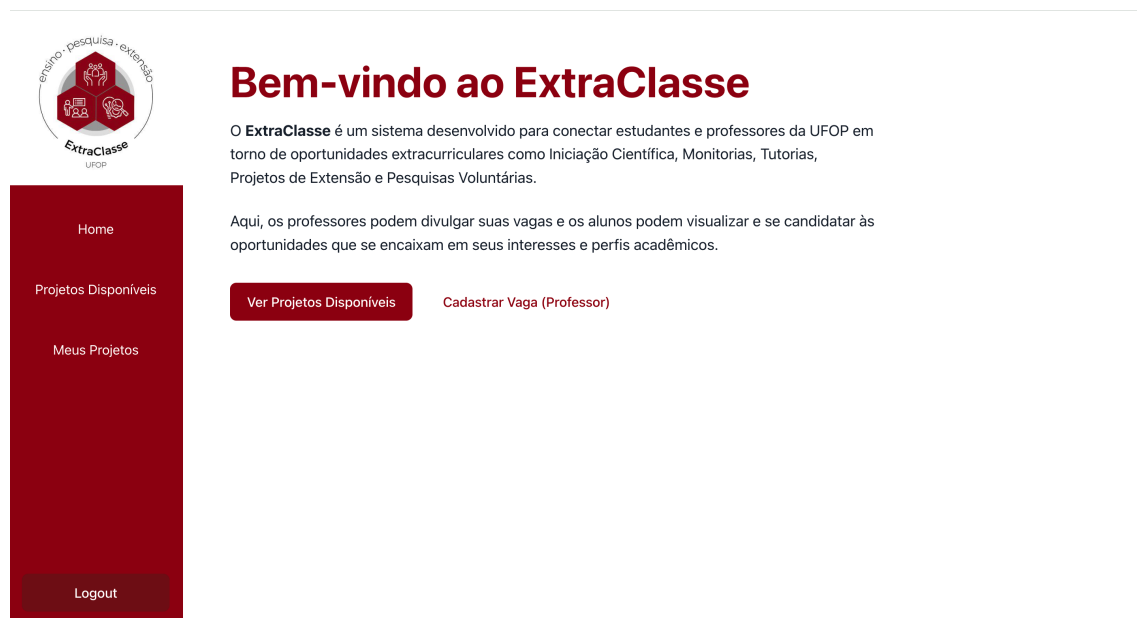 ensino · pesquisa · extensão
ExtraClasse
UFOP
Home
Projetos Disponíveis
Meus Projetos
Logout
Bem-vindo ao ExtraClasse
O ExtraClasse é um sistema desenvolvido para conectar estudantes e professores da UFOP em
torno de oportunidades extracurriculares como Iniciação Científica, Monitorias, Tutorias,
Projetos de Extensão e Pesquisas Voluntárias.
Aqui, os professores podem divulgar suas vagas e os alunos podem visualizar e se candidatar às
oportunidades que se encaixam em seus interesses e perfis acadêmicos.
Ver Projetos Disponíveis
Cadastrar Vaga (Professor)